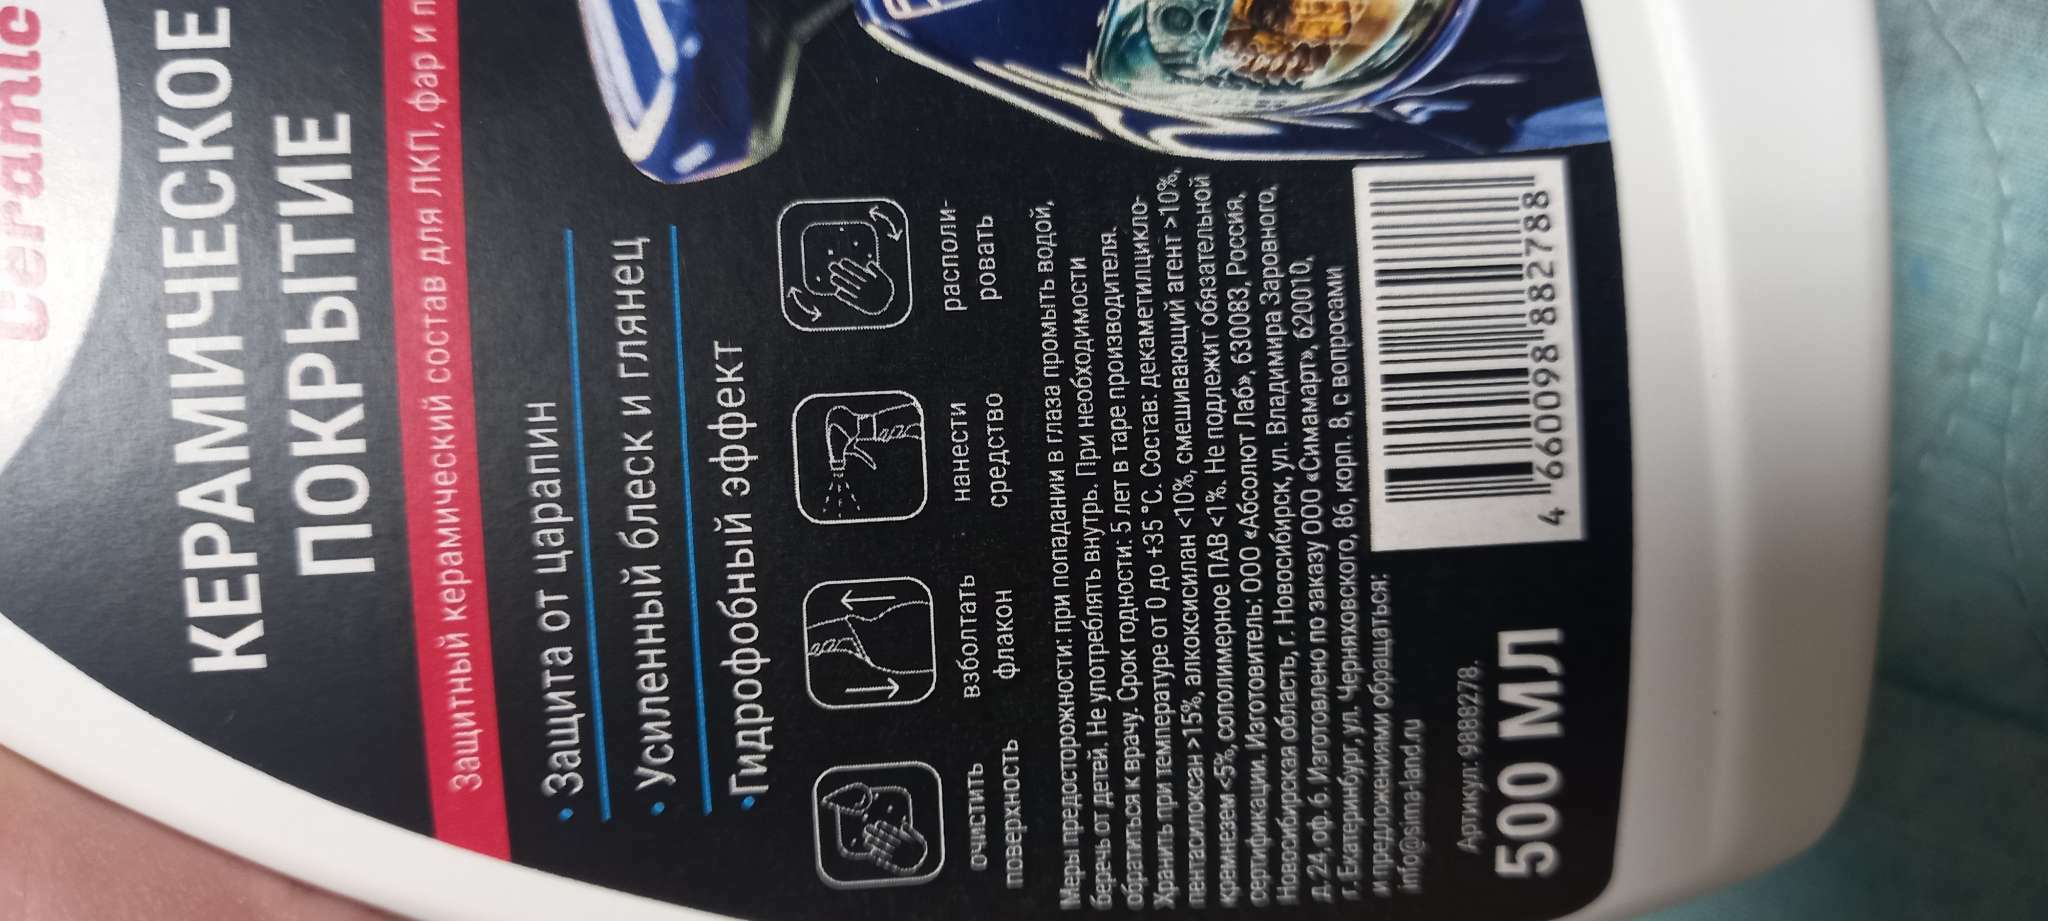 Ceramic
КЕРАМИЧЕСКОЕ
ПОКРЫТИЕ
Защитный керамический состав для ЛКП, фар и п
• Защита от царапин
• Усиленный блеск и глянец
• Гидрофобный эффект
очистить
поверхность
взболтать
флакон
нанести
средство
располи-
ровать
Меры предосторожности: при попадании в глаза промыть водой,
беречь от детей. Не употреблять внутрь. При необходимости
обратиться к врачу. Срок годности: 5 лет в таре производителя.
Хранить при температуре от 0 до +35 °С. Состав: декаметилцикло-
пентасилоксан >15%, алкоксисилан <10%, смешивающий агент >10%,
кремнезем <5%, сополимерное ПАВ <1%. Не подлежит обязательной
сертификации. Изготовитель: ООО «Абсолют Лаб», 630083, Россия,
Новосибирская область, г. Новосибирск, ул. Владимира Заровного,
д. 24, оф. 6. Изготовлено по заказу ООО «Симамарт», 620010,
г. Екатеринбург, ул. Черняховского, 86, корп. 8, с вопросами
и предложениями обращаться:
info@sima-land.ru
Артикул: 9888278.
500 МЛ
4 660098 882788